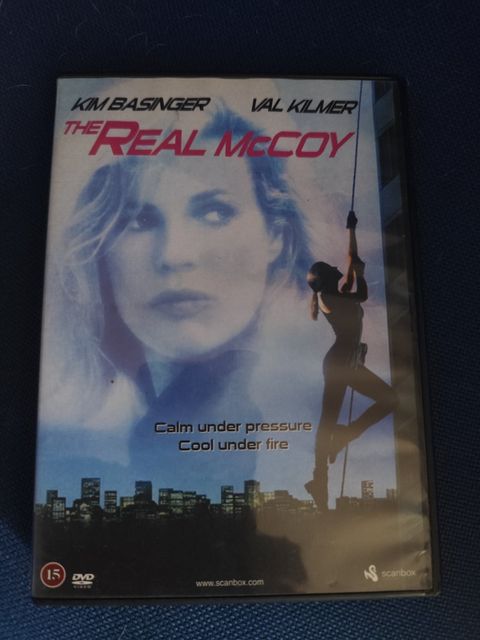 KIM BASINGER VAL KILMER
THE REAL McCOY
Calm under pressure
Cool under fire
15 DVD VIDEO www.scanbox.com scanbox